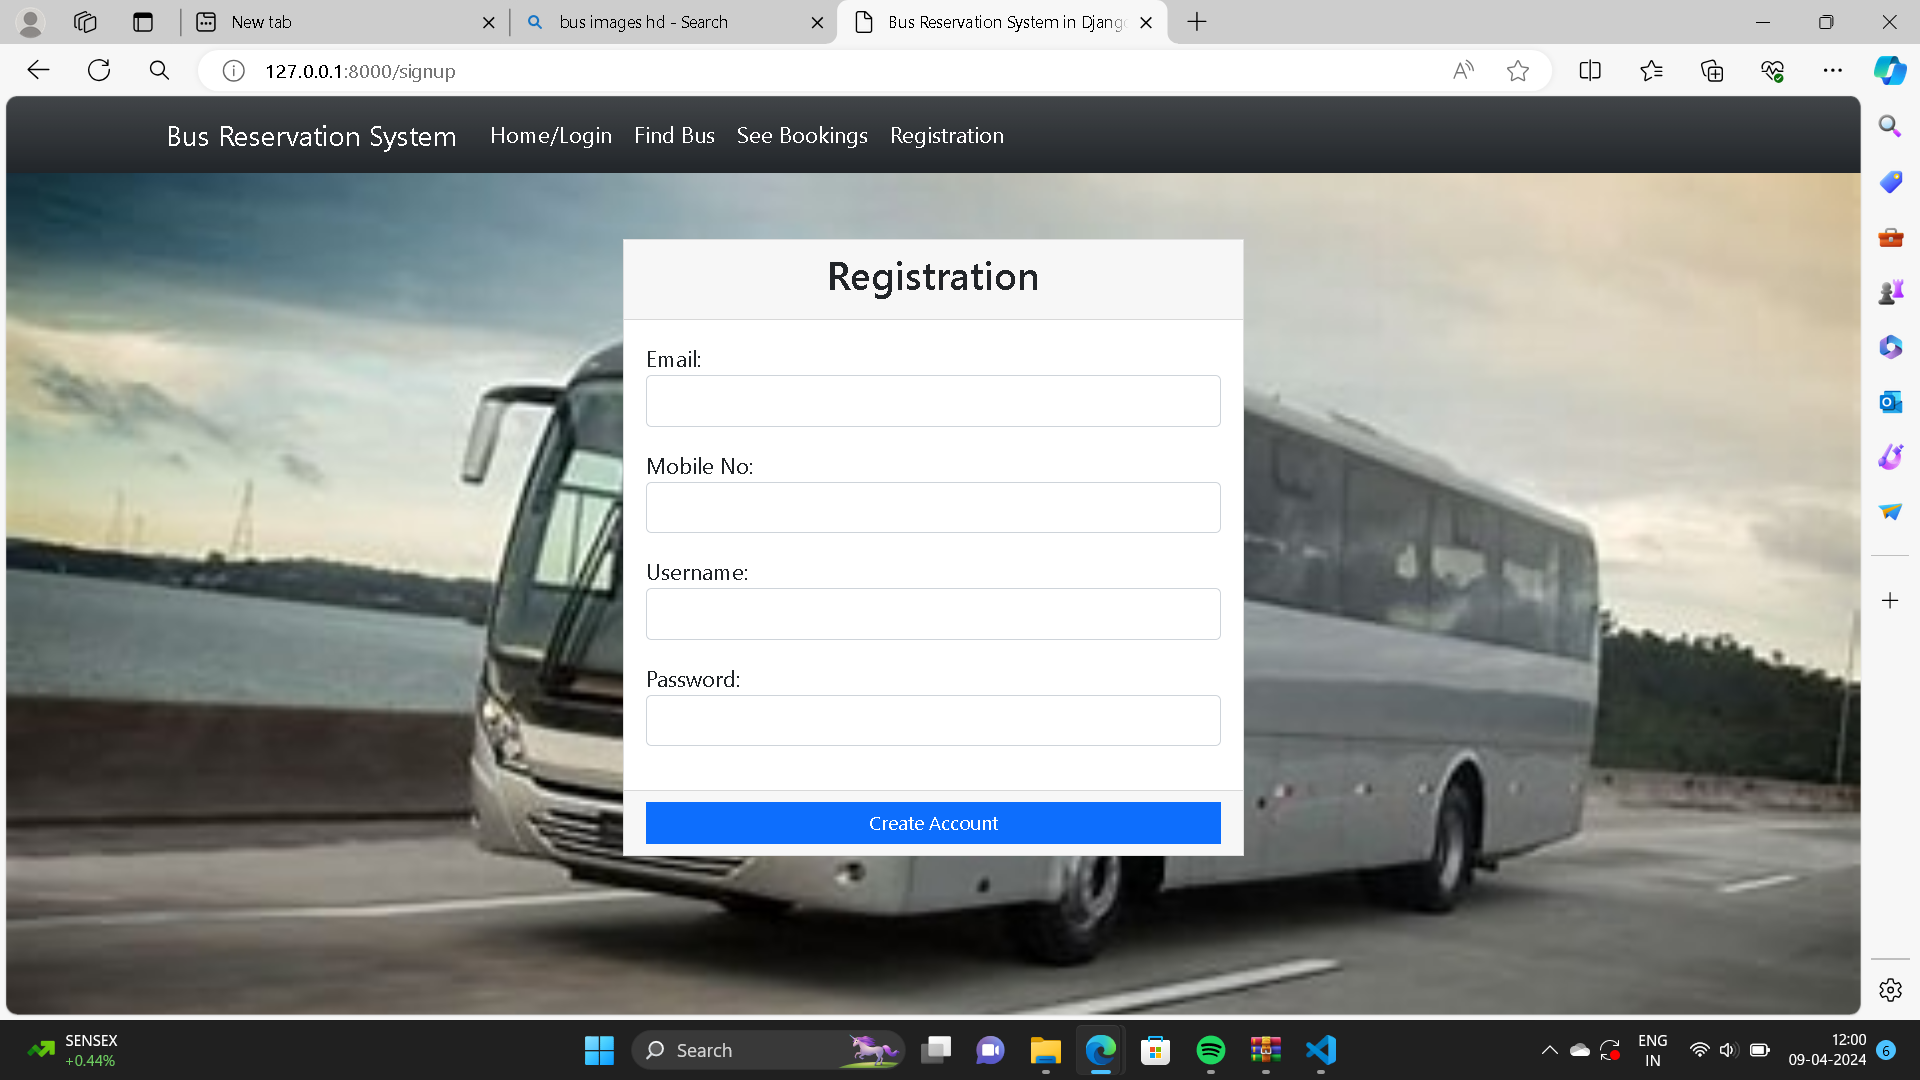 New tab
bus images hd - Search
Bus Reservation System in Djang
127.0.0.1:8000/signup
Bus Reservation System
Home/Login
Find Bus
See Bookings
Registration
Registration
Email:
Mobile No:
Username:
Password:
Create Account
SENSEX
+0.44%
Search
ENG
IN
12:00
09-04-2024
6